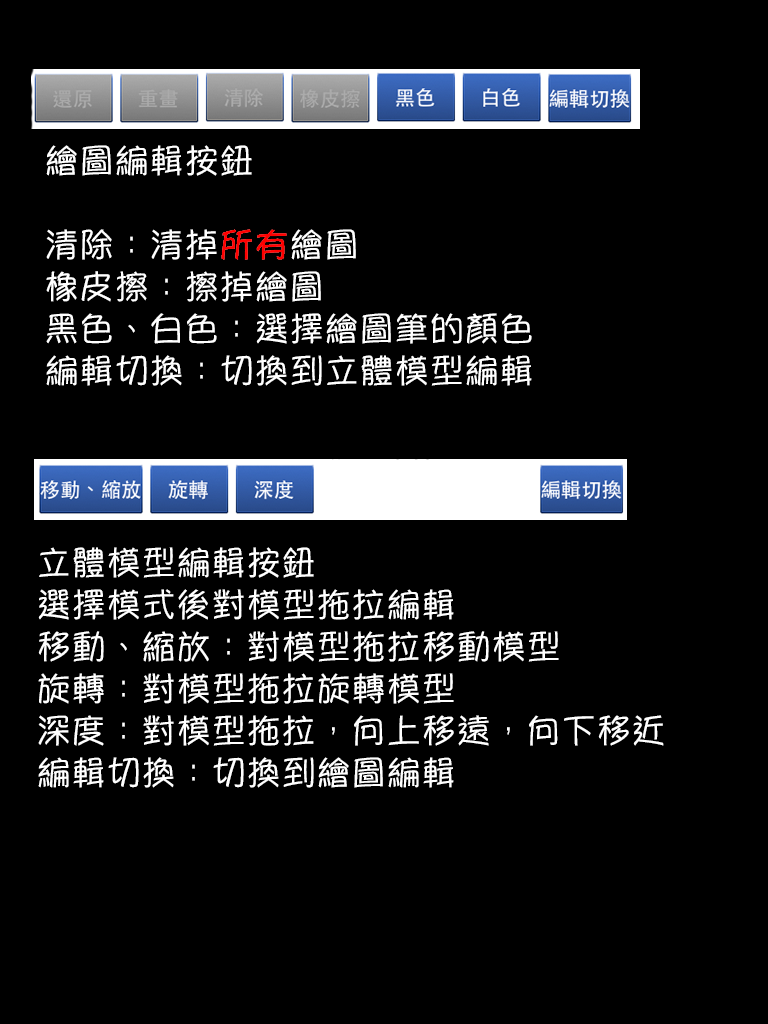 還原 重畫 清除 橡皮擦 黑色 白色 編輯切換
繪圖編輯按鈕
清除：清掉所有繪圖
橡皮擦：擦掉繪圖
黑色、白色：選擇繪圖筆的顏色
編輯切換：切換到立體模型編輯
移動、縮放 旋轉 深度 編輯切換
立體模型編輯按鈕
選擇模式後對模型拖拉編輯
移動、縮放：對模型拖拉移動模型
旋轉：對模型拖拉旋轉模型
深度：對模型拖拉，向上移遠，向下移近
編輯切換：切換到繪圖編輯